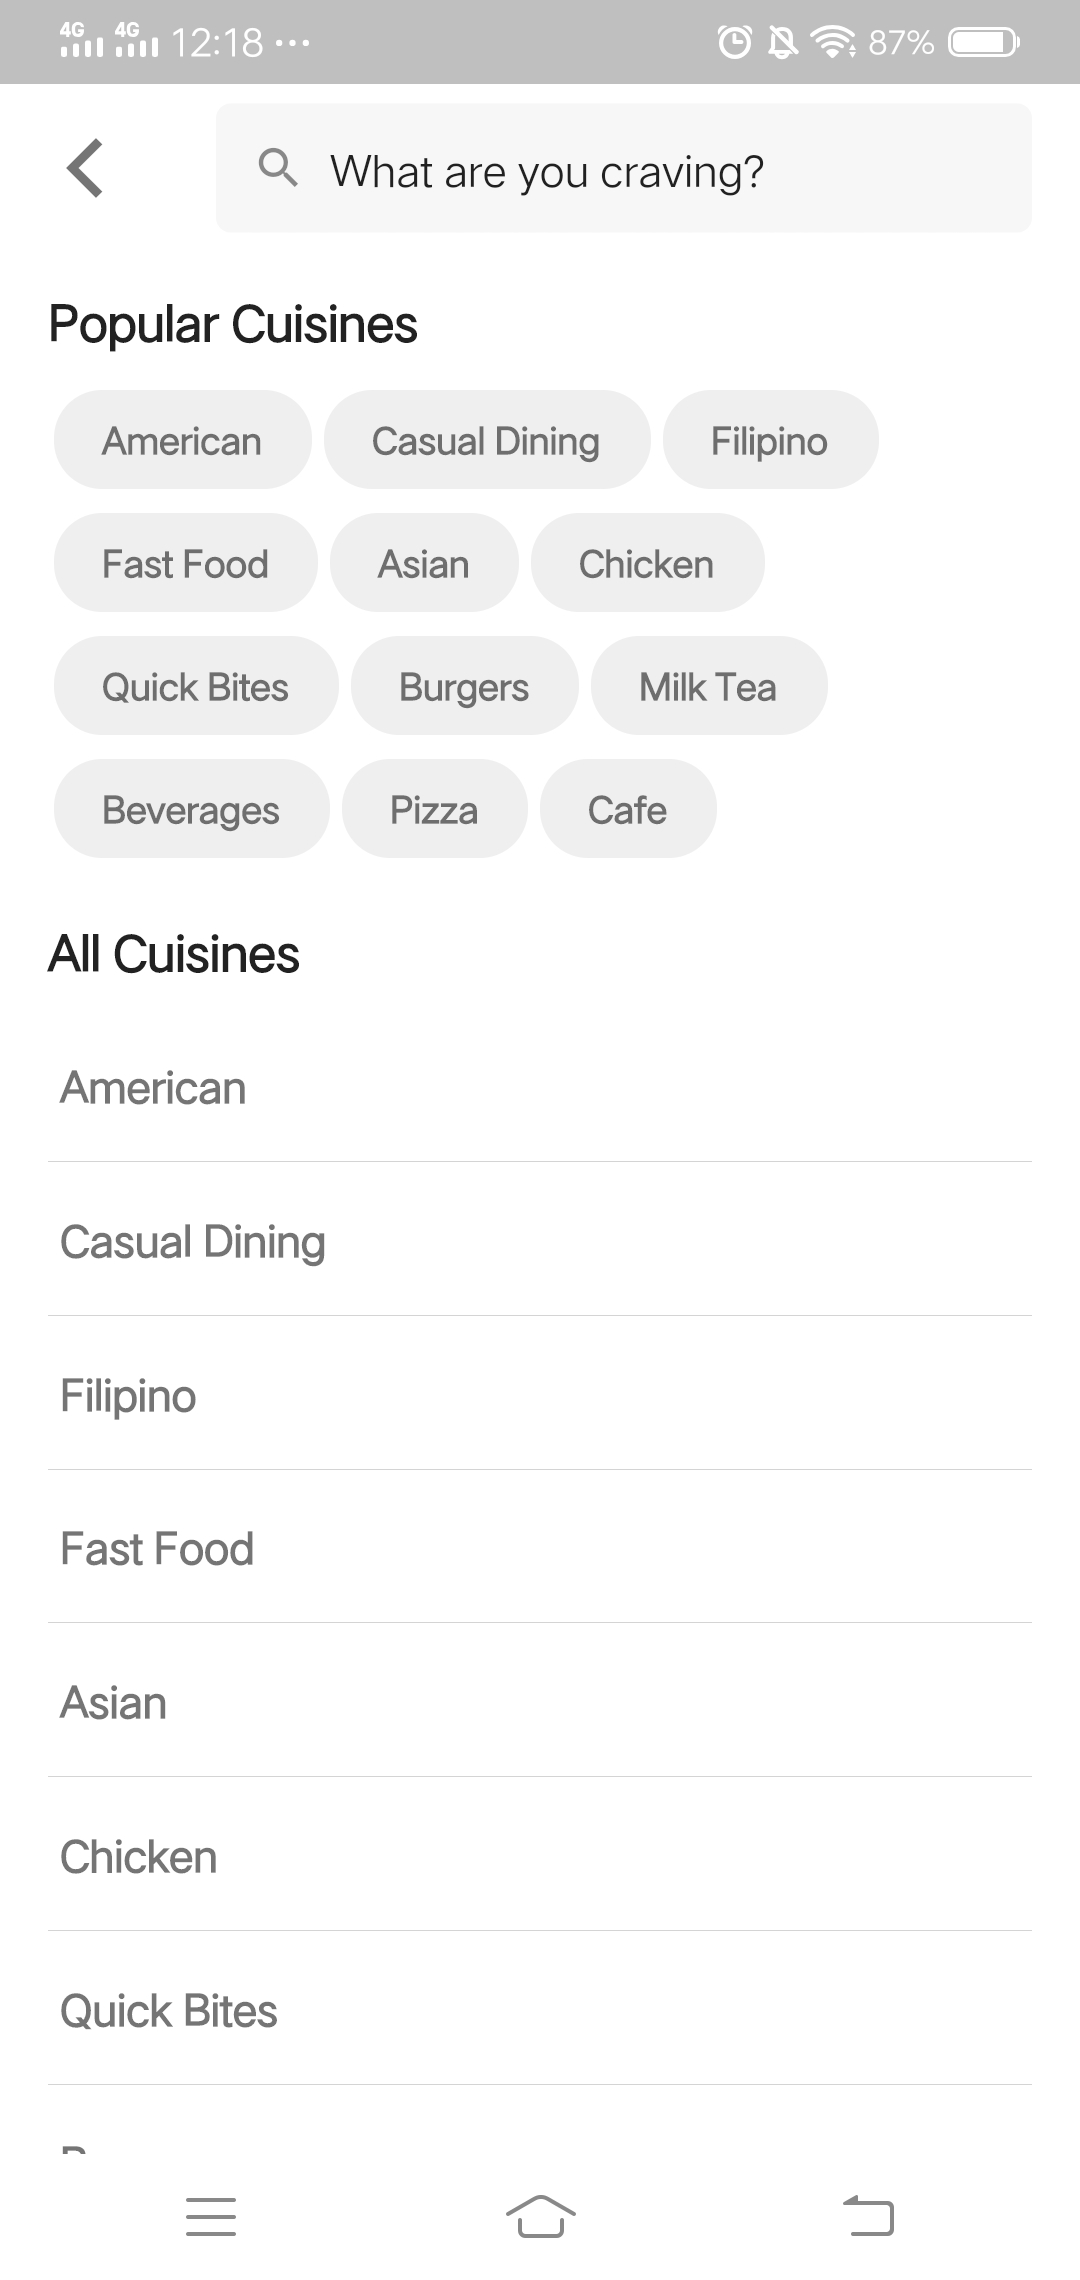 4G 4G 12:18 ... 87%
What are you craving?
Popular Cuisines
American Casual Dining Filipino
Fast Food Asian Chicken
Quick Bites Burgers Milk Tea
Beverages Pizza Cafe
All Cuisines
American
Casual Dining
Filipino
Fast Food
Asian
Chicken
Quick Bites